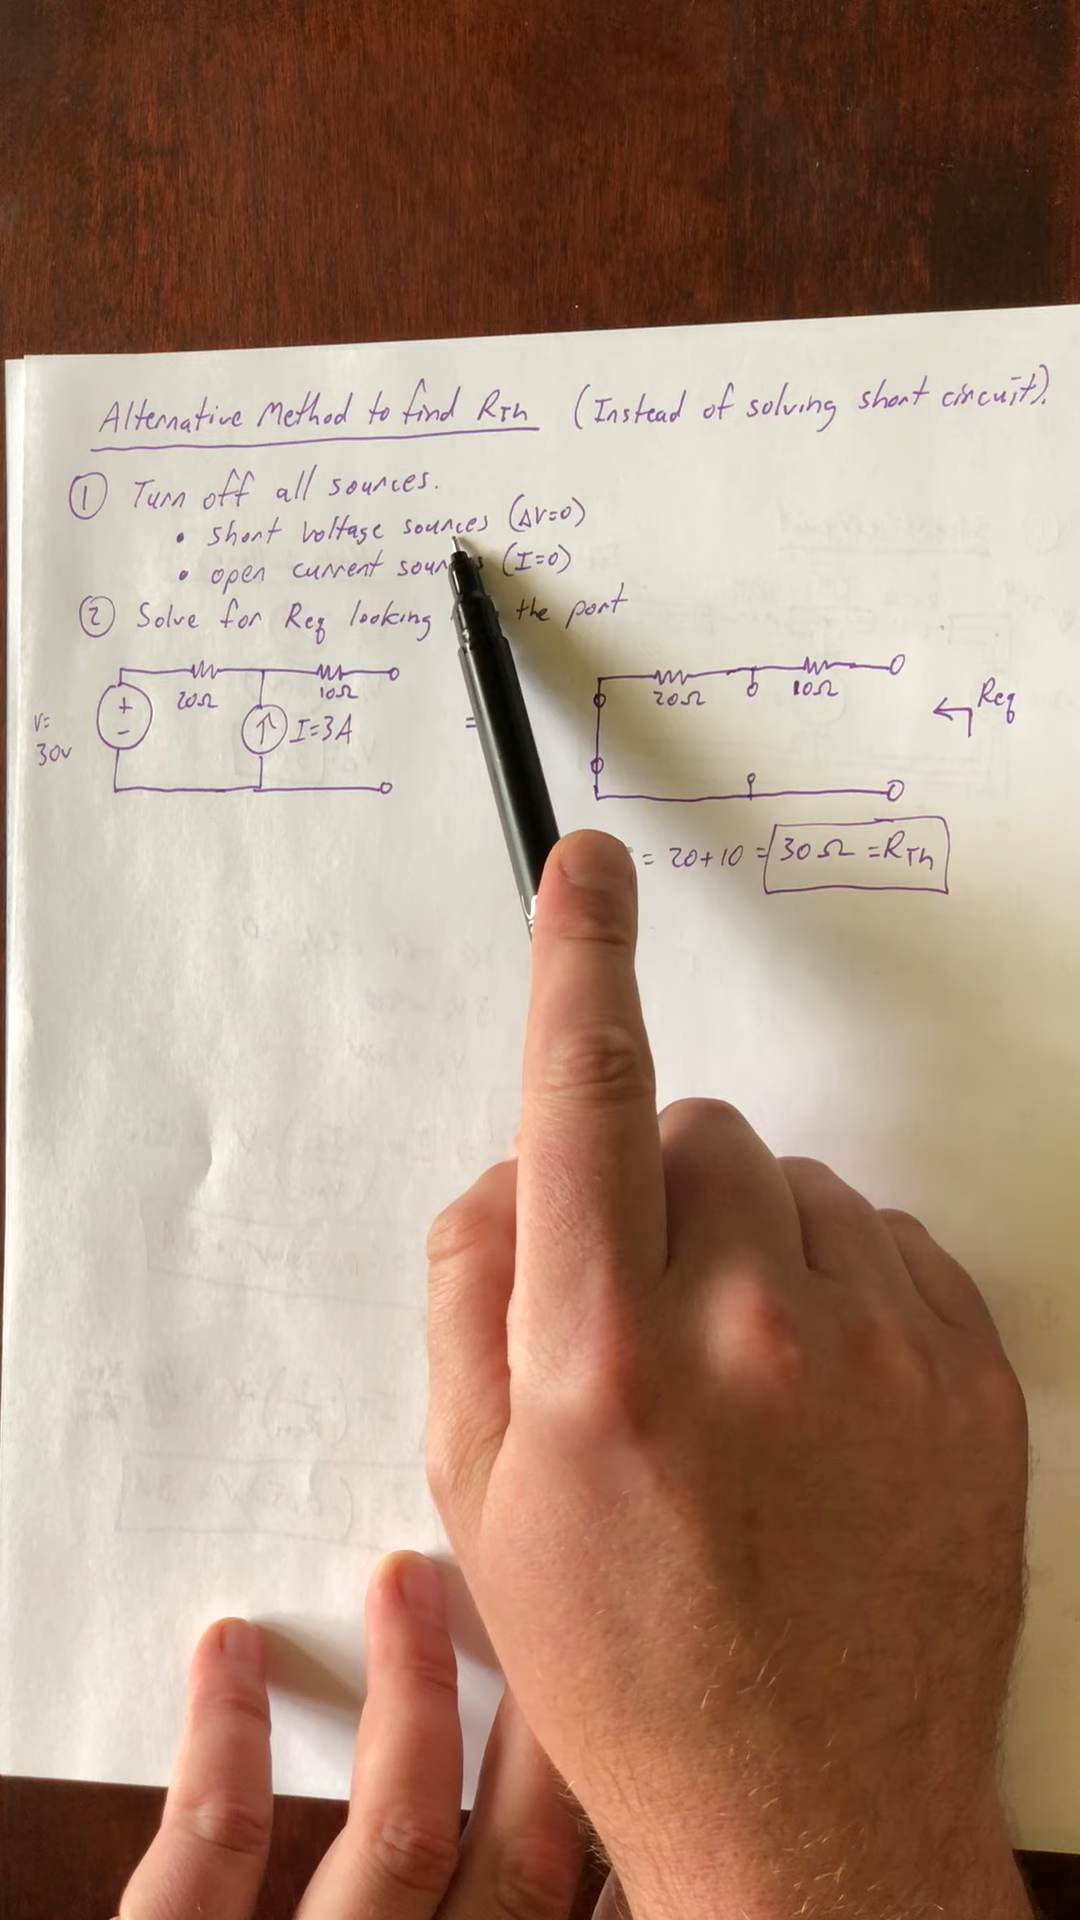 Alternative Method to find RTh (Instead of solving short circuit).
① Turn off all sources.
• short voltage sources (ΔV=0)
• open current (I=0)
② Solve for Req looking the port
20Ω 10Ω
V=
30V
+
-
I=3A
=
20Ω 10Ω
Req
= 20+10 = 30Ω = RTh